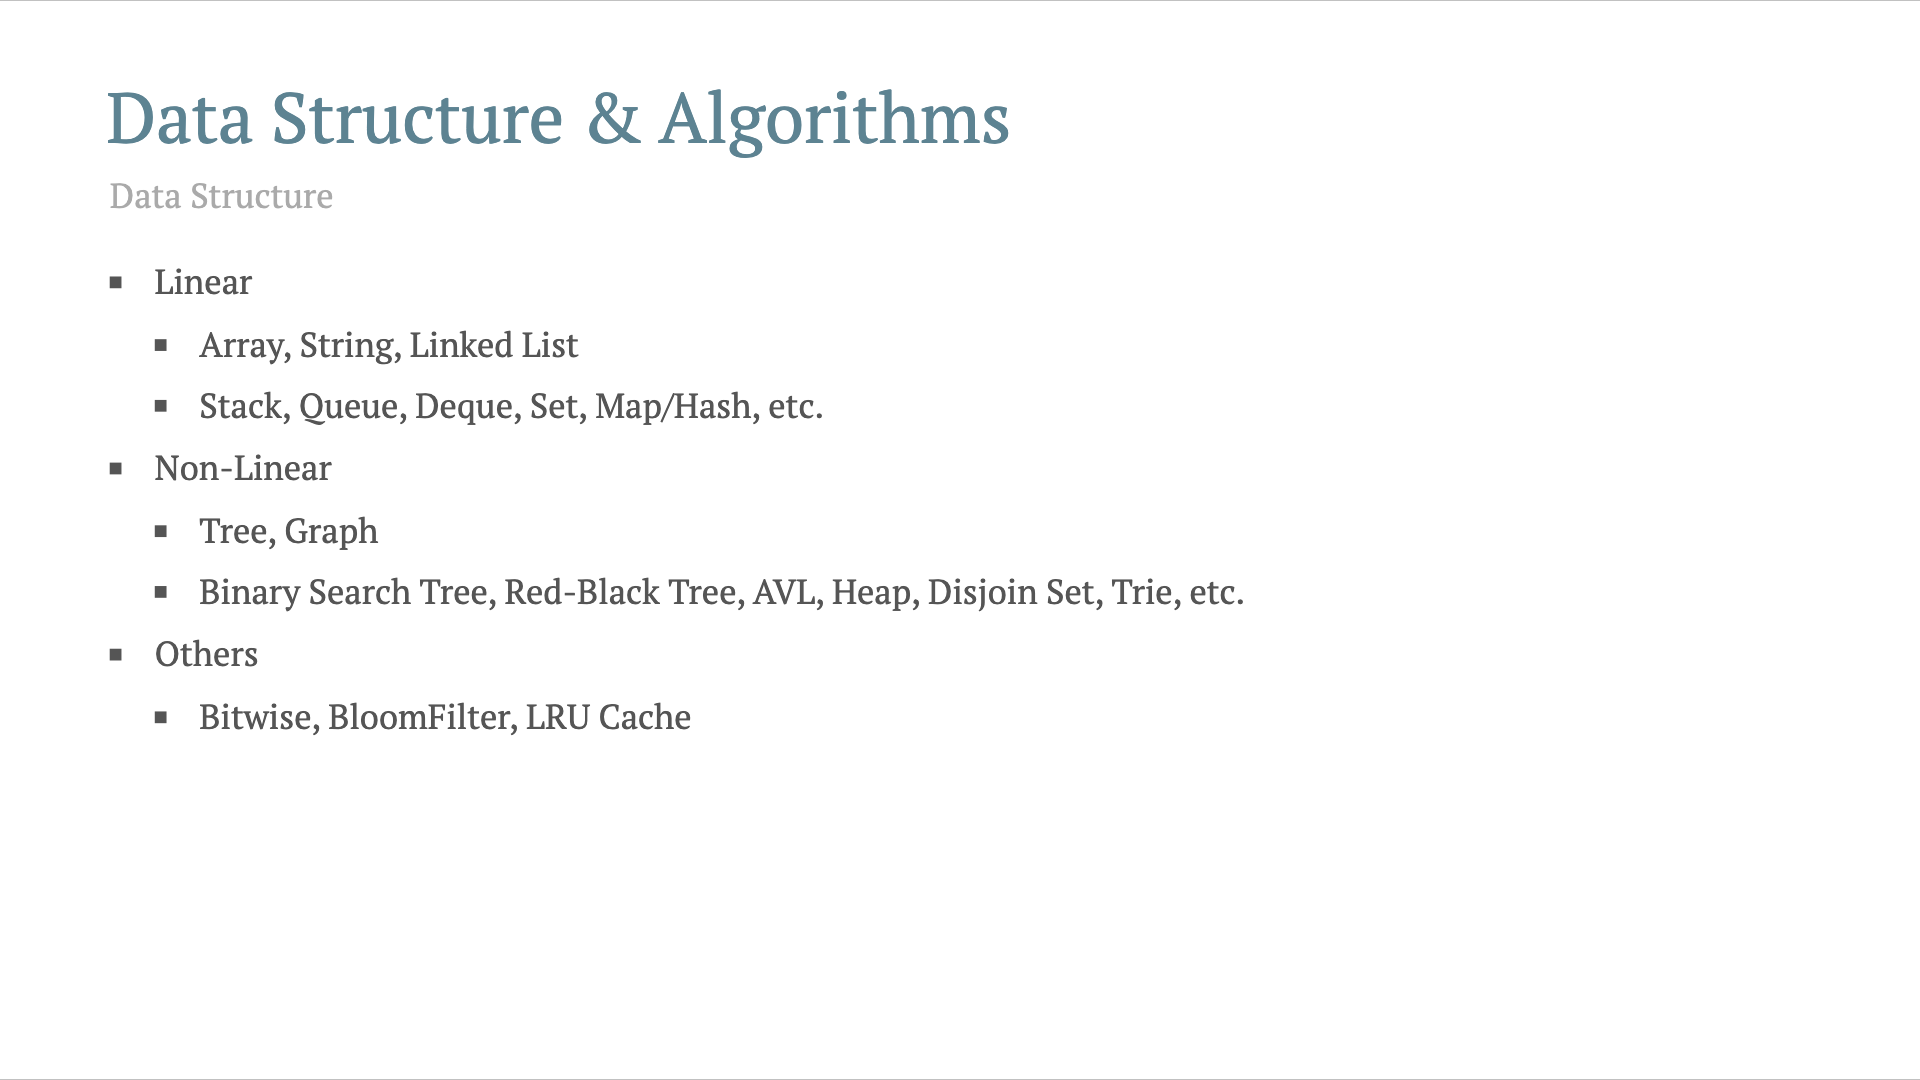 Data Structure & Algorithms
Data Structure
▪ Linear
▪ Array, String, Linked List
▪ Stack, Queue, Deque, Set, Map/Hash, etc.
▪ Non-Linear
▪ Tree, Graph
▪ Binary Search Tree, Red-Black Tree, AVL, Heap, Disjoin Set, Trie, etc.
▪ Others
▪ Bitwise, BloomFilter, LRU Cache